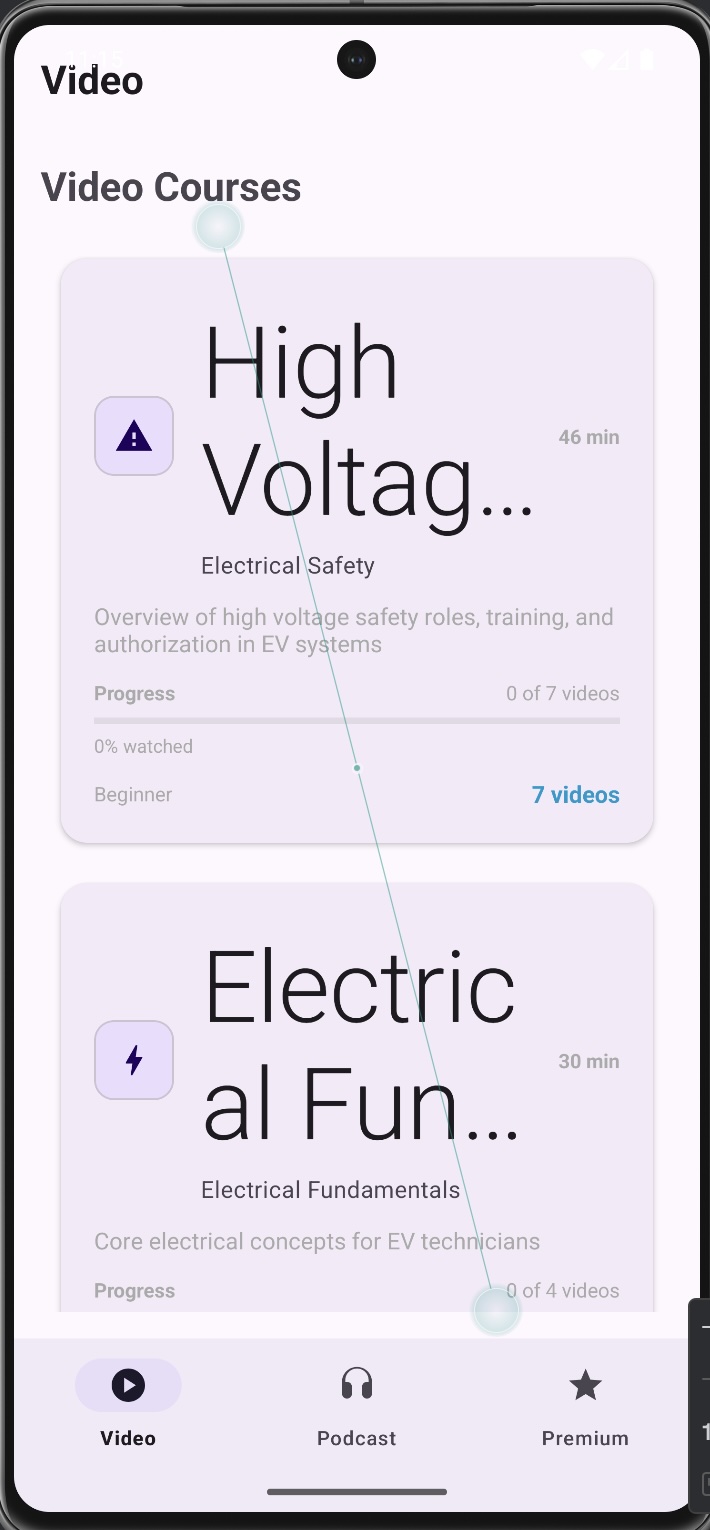 Video
Video Courses
High
Voltag...
46 min
Electrical Safety
Overview of high voltage safety roles, training, and
authorization in EV systems
Progress
0 of 7 videos
0% watched
Beginner
7 videos
Electric
al Fun...
30 min
Electrical Fundamentals
Core electrical concepts for EV technicians
Progress
0 of 4 videos
Video
Podcast
Premium